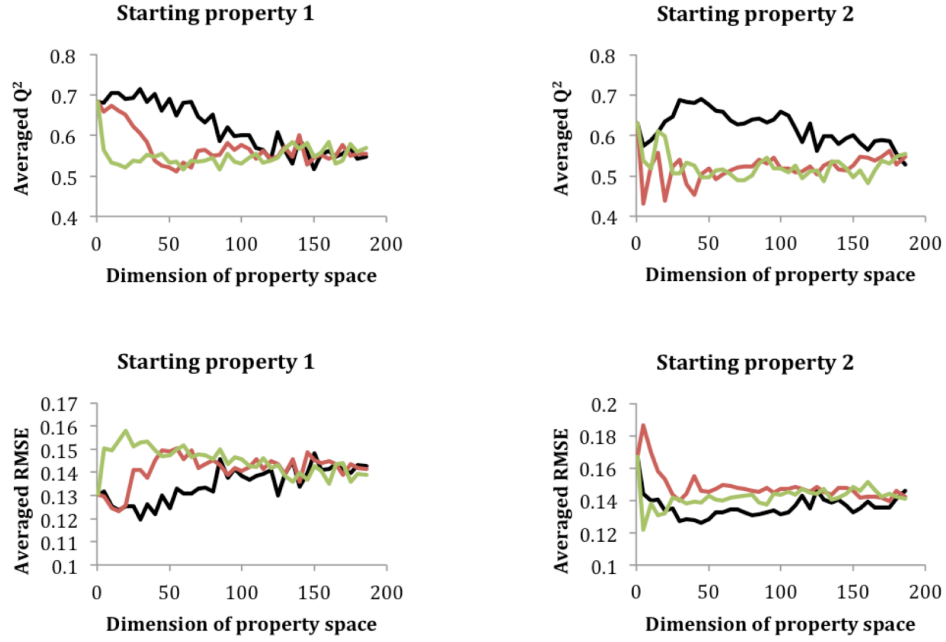 Starting property 1
Averaged Q²
0.8
0.7
0.6
0.5
0.4
0 50 100 150 200
Dimension of property space
Starting property 2
Averaged Q²
0.8
0.7
0.6
0.5
0.4
0 50 100 150 200
Dimension of property space
Starting property 1
Averaged RMSE
0.17
0.16
0.15
0.14
0.13
0.12
0.11
0.1
0 50 100 150 200
Dimension of property space
Starting property 2
Averaged RMSE
0.2
0.18
0.16
0.14
0.12
0.1
0 50 100 150 200
Dimension of property space